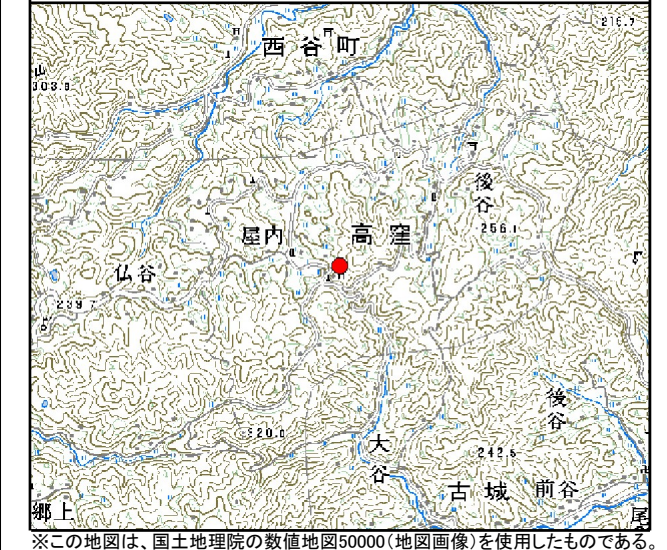 216.7
西谷町
山
303.8
後谷
256.1
屋内
高窪
仏谷
239.7
後谷
320.0
大谷
242.5
古城
前谷
郷上
尾
※この地図は、国土地理院の数値地図50000(地図画像)を使用したものである。